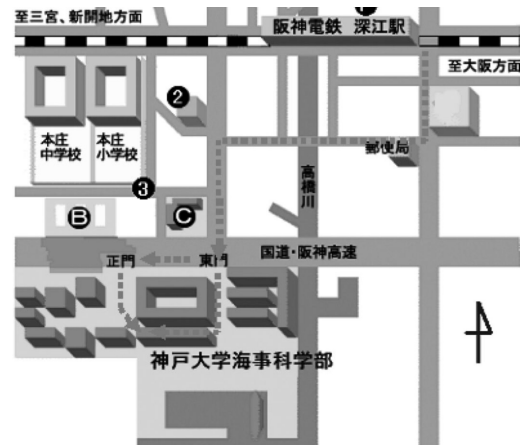 至三宮、新開地方面
阪神電鉄 深江駅
至大阪方面
2
本庄
中学校
本庄
小学校
郵便局
高橋川
3
B
C
正門
東門
国道・阪神高速
神戸大学海事科学部